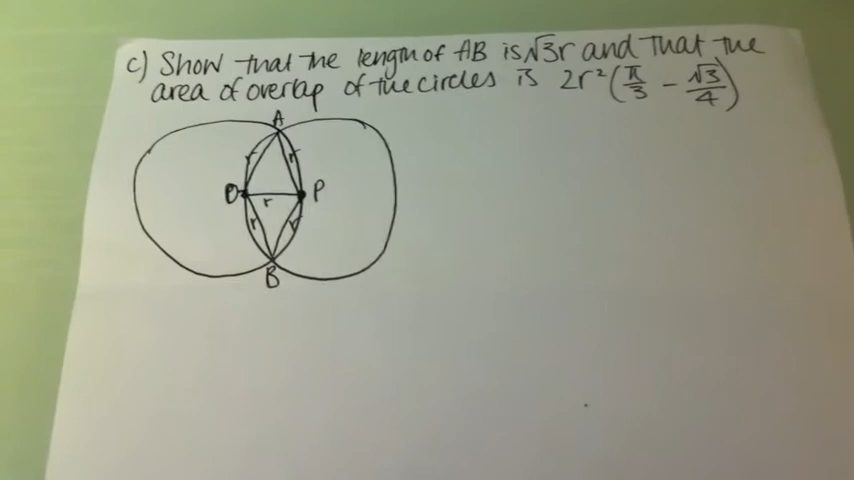 c) Show that the length of AB is √3r and that the
area of overlap of the circles is 2r²(π/3 - √3/4)
A
r r
O r P
r r
B